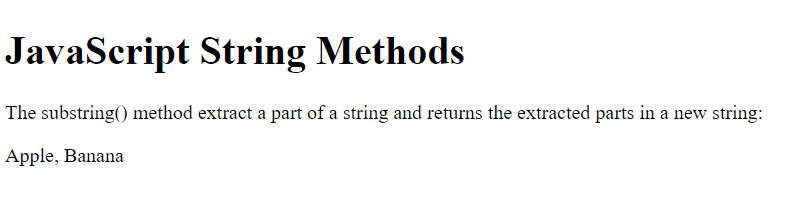 JavaScript String Methods
The substring() method extract a part of a string and returns the extracted parts in a new string:
Apple, Banana